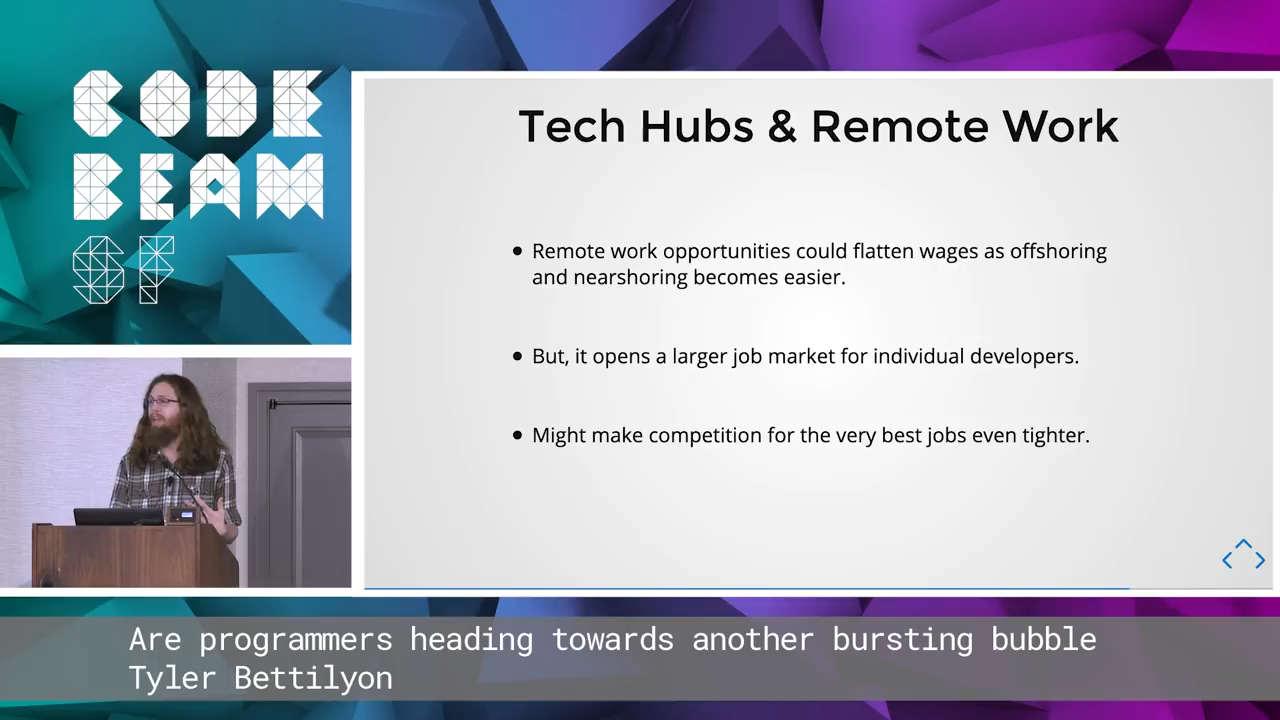 CODE
BEAM
SF
Tech Hubs & Remote Work
Remote work opportunities could flatten wages as offshoring
and nearshoring becomes easier.
But, it opens a larger job market for individual developers.
Might make competition for the very best jobs even tighter.
Are programmers heading towards another bursting bubble
Tyler Bettilyon